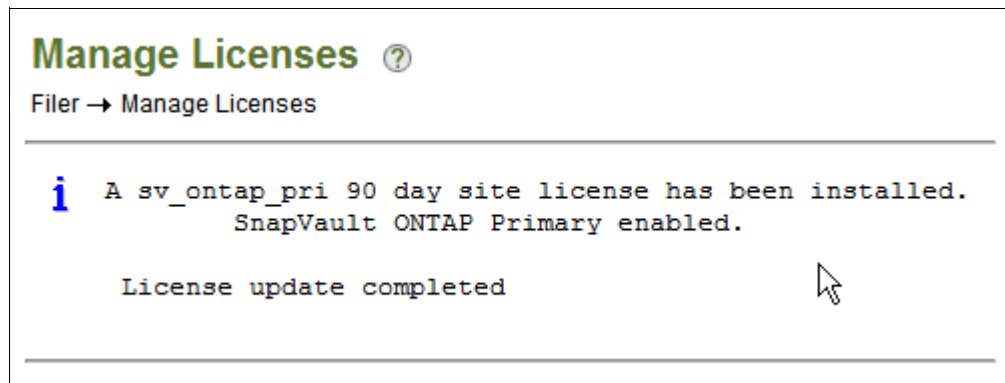 Manage Licenses ?
Filer → Manage Licenses
i A sv_ontap_pri 90 day site license has been installed.
SnapVault ONTAP Primary enabled.
License update completed